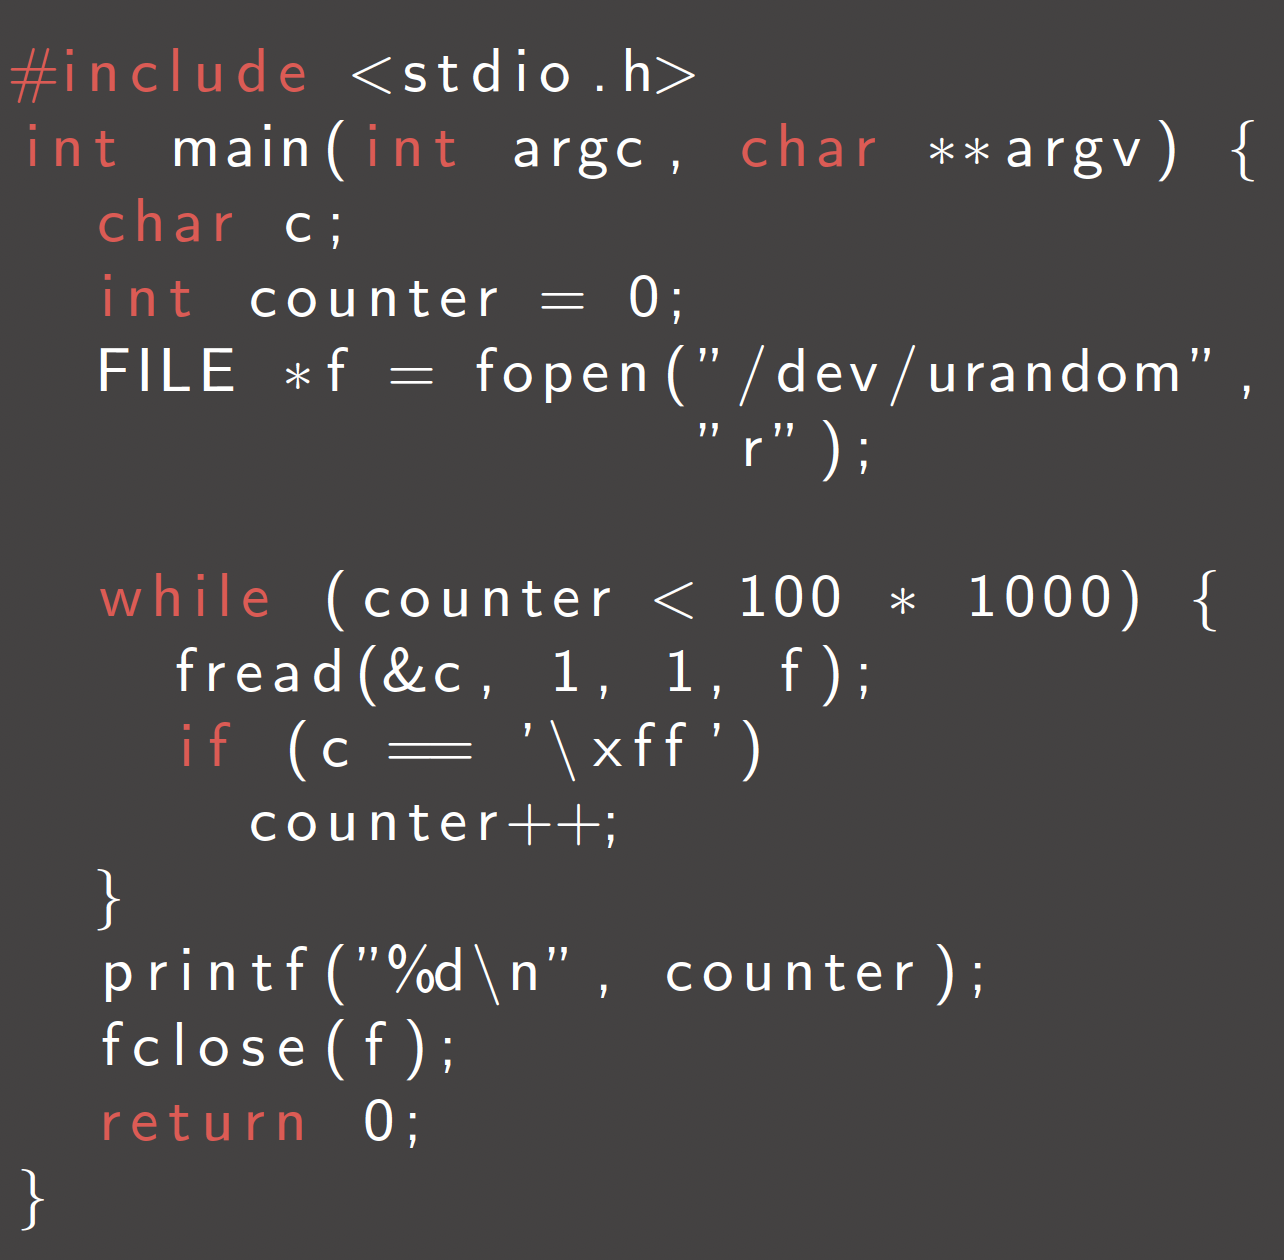 #include <stdio.h>
int main(int argc, char **argv) {
char c;
int counter = 0;
FILE *f = fopen("/dev/urandom",
"r");
while (counter < 100 * 1000) {
fread(&c, 1, 1, f);
if (c == '\xff')
counter++;
}
printf("%d\n", counter);
fclose(f);
return 0;
}